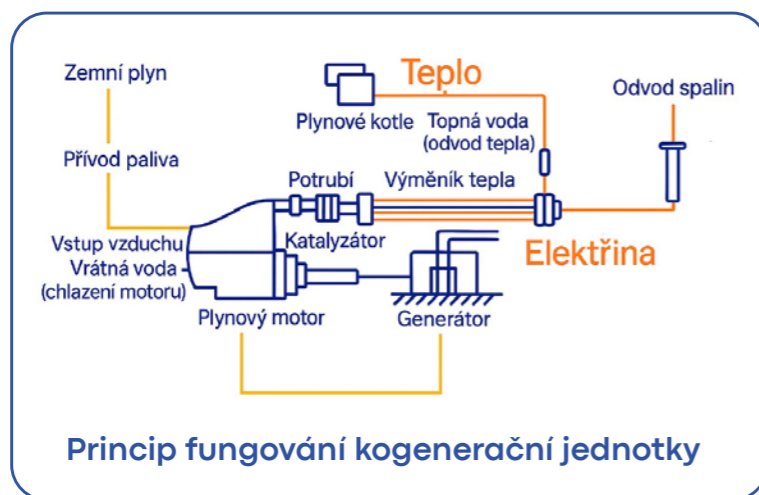 Zemní plyn
Teplo
Odvod spalin
Plynové kotle
Topná voda
(odvod tepla)
Přívod paliva
Potrubí
Výměník tepla
Vstup vzduchu
Vrátná voda
(chlazení motoru)
Katalyzátor
Elektřina
Plynový motor
Generátor
Princip fungování kogenerační jednotky